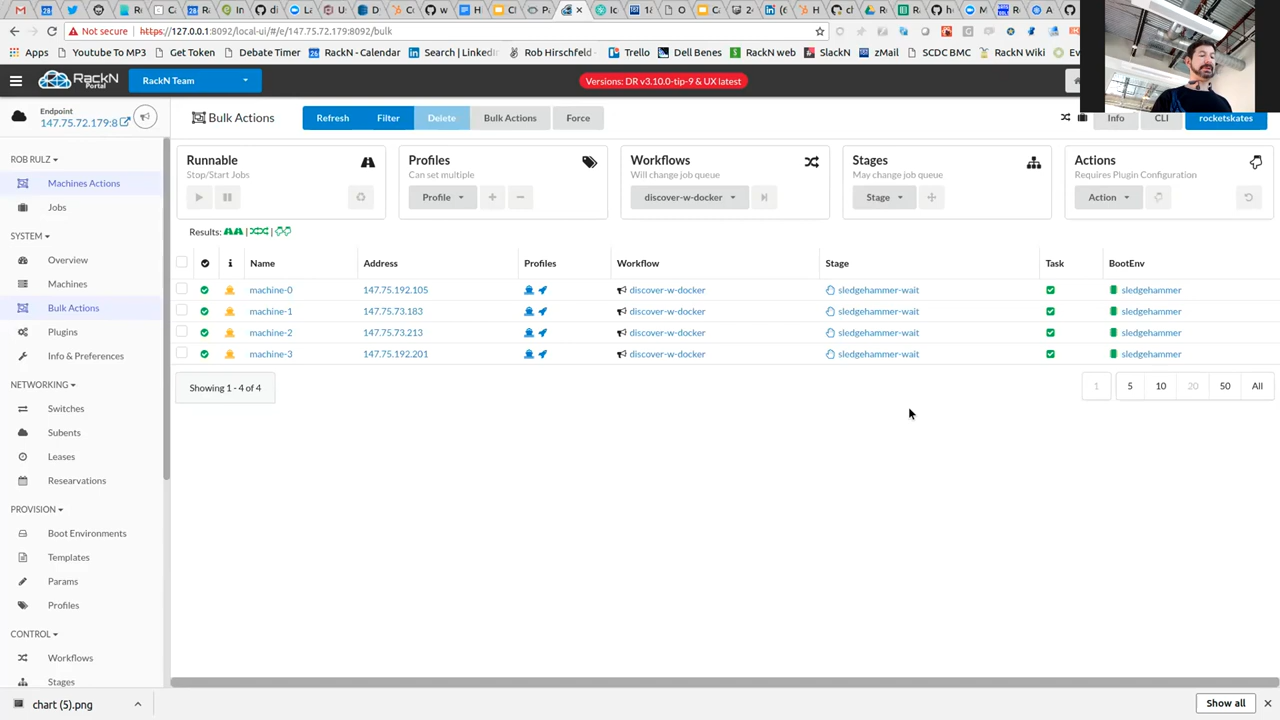 https://127.0.0.1:8092/local-ui/#/e/147.75.72.179:8092/bulk
Not secure
Apps
YouTube To MP3
Get Token
Debate Timer
RackN - Calendar
Search | LinkedIn
Rob Hirschfeld
Trello
Dell Benes
RackN web
SlackN
zMail
SCDC BMC
RackN Wiki
RackN Portal
RackN Team
Versions: DR v3.10.0-tip-9 & UX latest
Endpoint
147.75.72.179:8
Bulk Actions
Refresh
Filter
Delete
Bulk Actions
Force
Info
CLI
rocketskates
ROB RULZ
Machines Actions
Jobs
SYSTEM
Overview
Machines
Bulk Actions
Plugins
Info & Preferences
NETWORKING
Switches
Subents
Leases
Researvations
PROVISION
Boot Environments
Templates
Params
Profiles
CONTROL
Workflows
Stages
Runnable
Stop/Start Jobs
Profiles
Can set multiple
Profile
Workflows
Will change job queue
discover-w-docker
Stages
May change job queue
Stage
Actions
Requires Plugin Configuration
Action
Results:
Name Address Profiles Workflow Stage Task BootEnv
machine-0 147.75.192.105 discover-w-docker sledgehammer-wait sledgehammer
machine-1 147.75.73.183 discover-w-docker sledgehammer-wait sledgehammer
machine-2 147.75.73.213 discover-w-docker sledgehammer-wait sledgehammer
machine-3 147.75.192.201 discover-w-docker sledgehammer-wait sledgehammer
Showing 1 - 4 of 4
1 5 10 20 50 All
chart (5).png
Show all